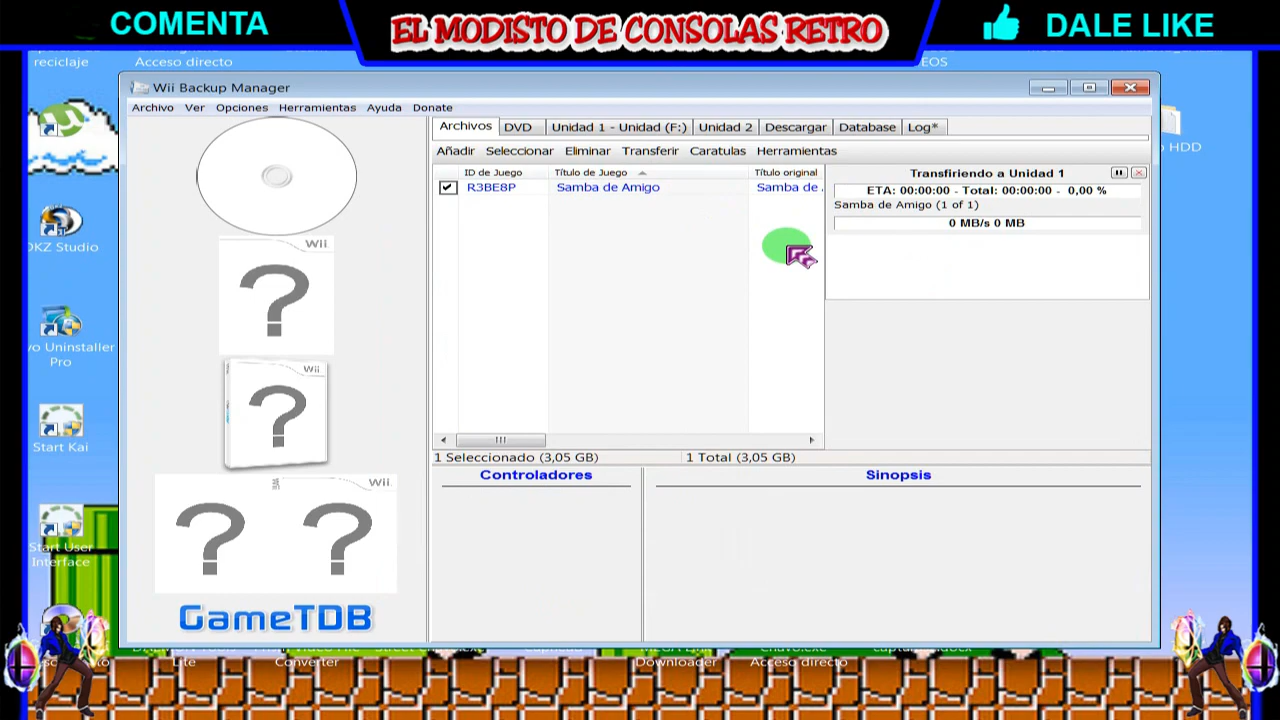 COMENTA
EL MODISTO DE CONSOLAS RETRO
DALE LIKE
reciclaje
Acceso directo
EOS
Wii Backup Manager
Archivo Ver Opciones Herramientas Ayuda Donate
Archivos DVD Unidad 1 - Unidad (F:) Unidad 2 Descargar Database Log*
Añadir Seleccionar Eliminar Transferir Caratulas Herramientas
ID de Juego Título de Juego Título original
R3BE8P Samba de Amigo Samba de .
Transfiriendo a Unidad 1
ETA: 00:00:00 - Total: 00:00:00 - 0,00 %
Samba de Amigo (1 of 1)
0 MB/s 0 MB
1 Seleccionado (3,05 GB) 1 Total (3,05 GB)
Controladores
Sinopsis
Wii
Wii
Wii
GameTDB
HDD
DKZ Studio
vo Uninstaller
Pro
Start Kai
Start User
Interface
Lite
Converter
Downloader
Acceso directo